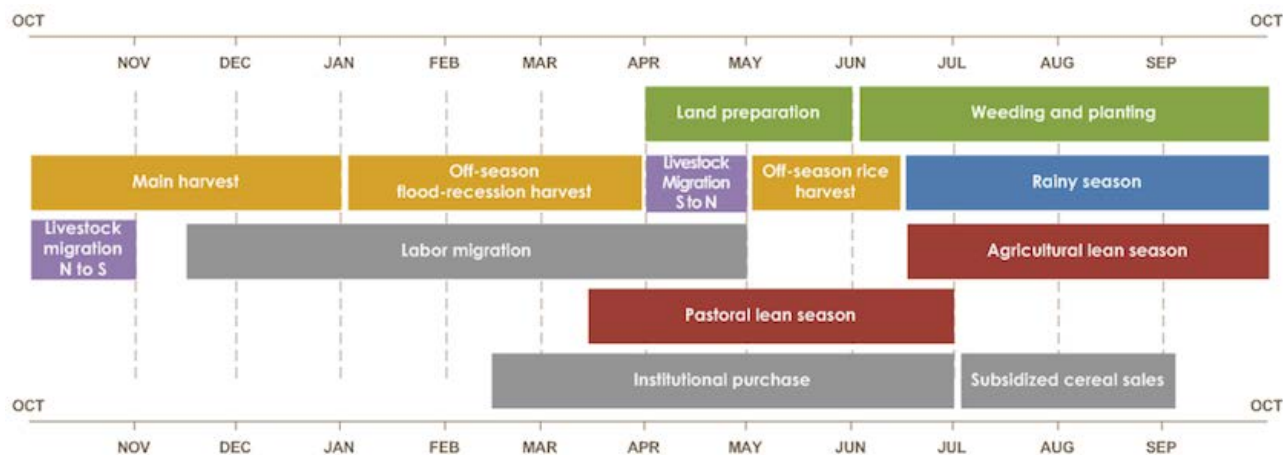 OCT OCT
NOV DEC JAN FEB MAR APR MAY JUN JUL AUG SEP
Land preparation
Weeding and planting
Main harvest
Off-season
flood-recession harvest
Livestock
Migration
S to N
Off-season rice
harvest
Rainy season
Livestock
migration
N to S
Labor migration
Agricultural lean season
Pastoral lean season
Institutional purchase
Subsidized cereal sales
OCT OCT
NOV DEC JAN FEB MAR APR MAY JUN JUL AUG SEP